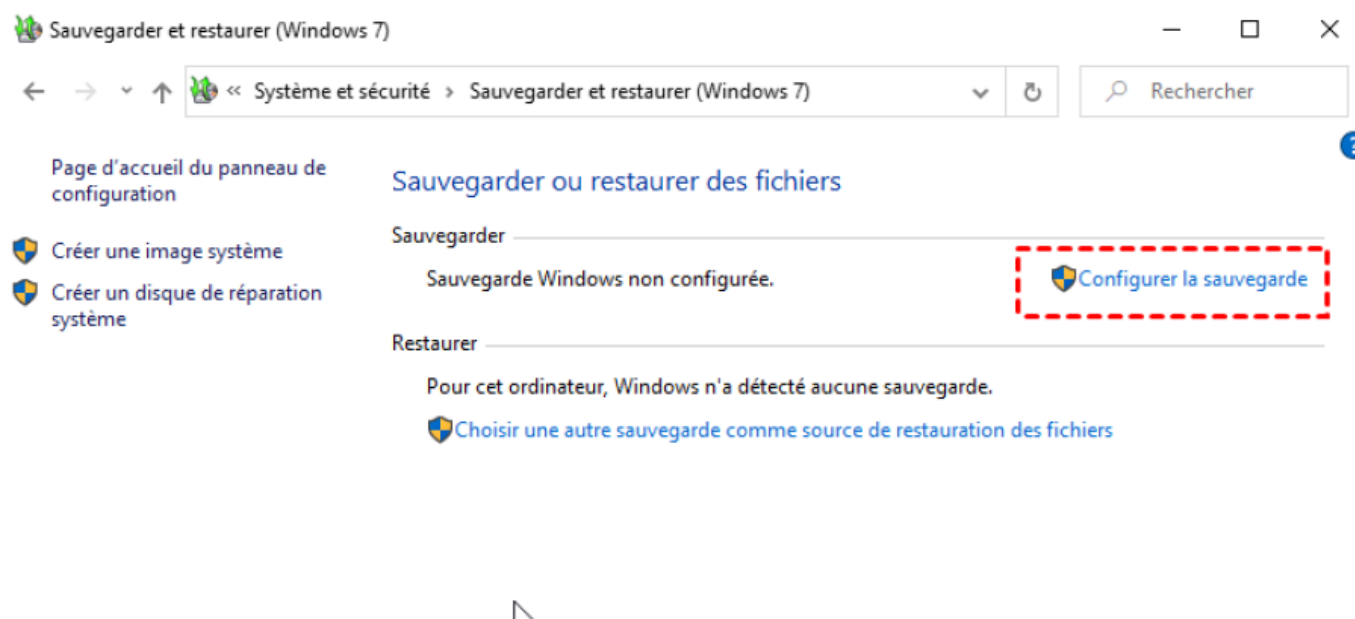 Sauvegarder et restaurer (Windows 7)
« Système et sécurité › Sauvegarder et restaurer (Windows 7)
Rechercher
Page d'accueil du panneau de
configuration
Créer une image système
Créer un disque de réparation
système
Sauvegarder ou restaurer des fichiers
Sauvegarder
Sauvegarde Windows non configurée.
Configurer la sauvegarde
Restaurer
Pour cet ordinateur, Windows n'a détecté aucune sauvegarde.
Choisir une autre sauvegarde comme source de restauration des fichiers